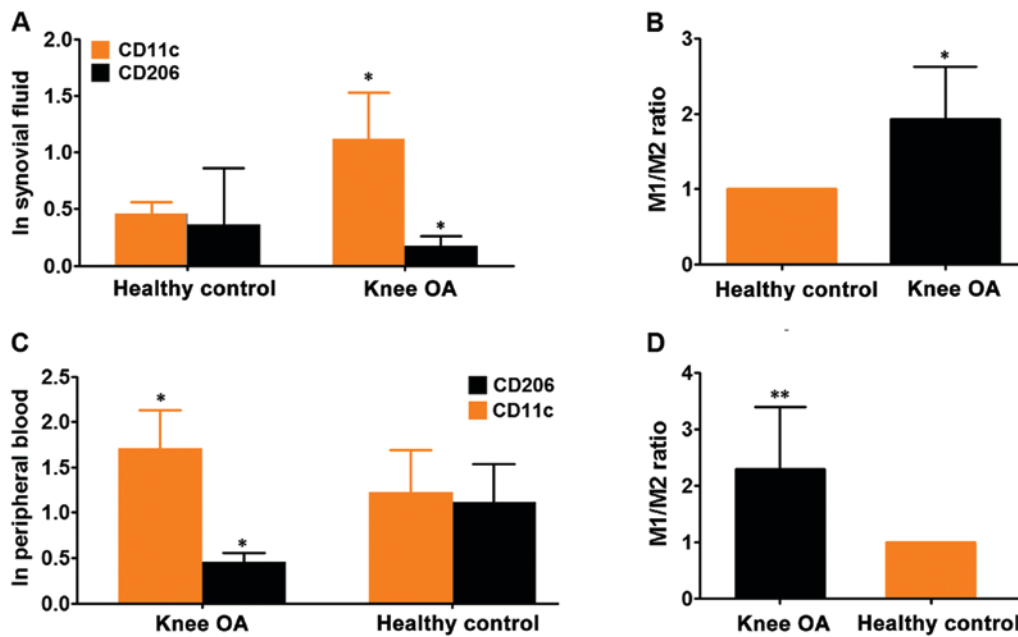 A
2.0
1.5
1.0
0.5
0.0
In synovial fluid
CD11c
CD206
*
*
Healthy control
Knee OA
B
3
2
1
0
M1/M2 ratio
*
Healthy control
Knee OA
C
2.5
2.0
1.5
1.0
0.5
0.0
In peripheral blood
CD206
CD11c
*
*
Knee OA
Healthy control
D
4
3
2
1
0
M1/M2 ratio
**
Knee OA
Healthy control